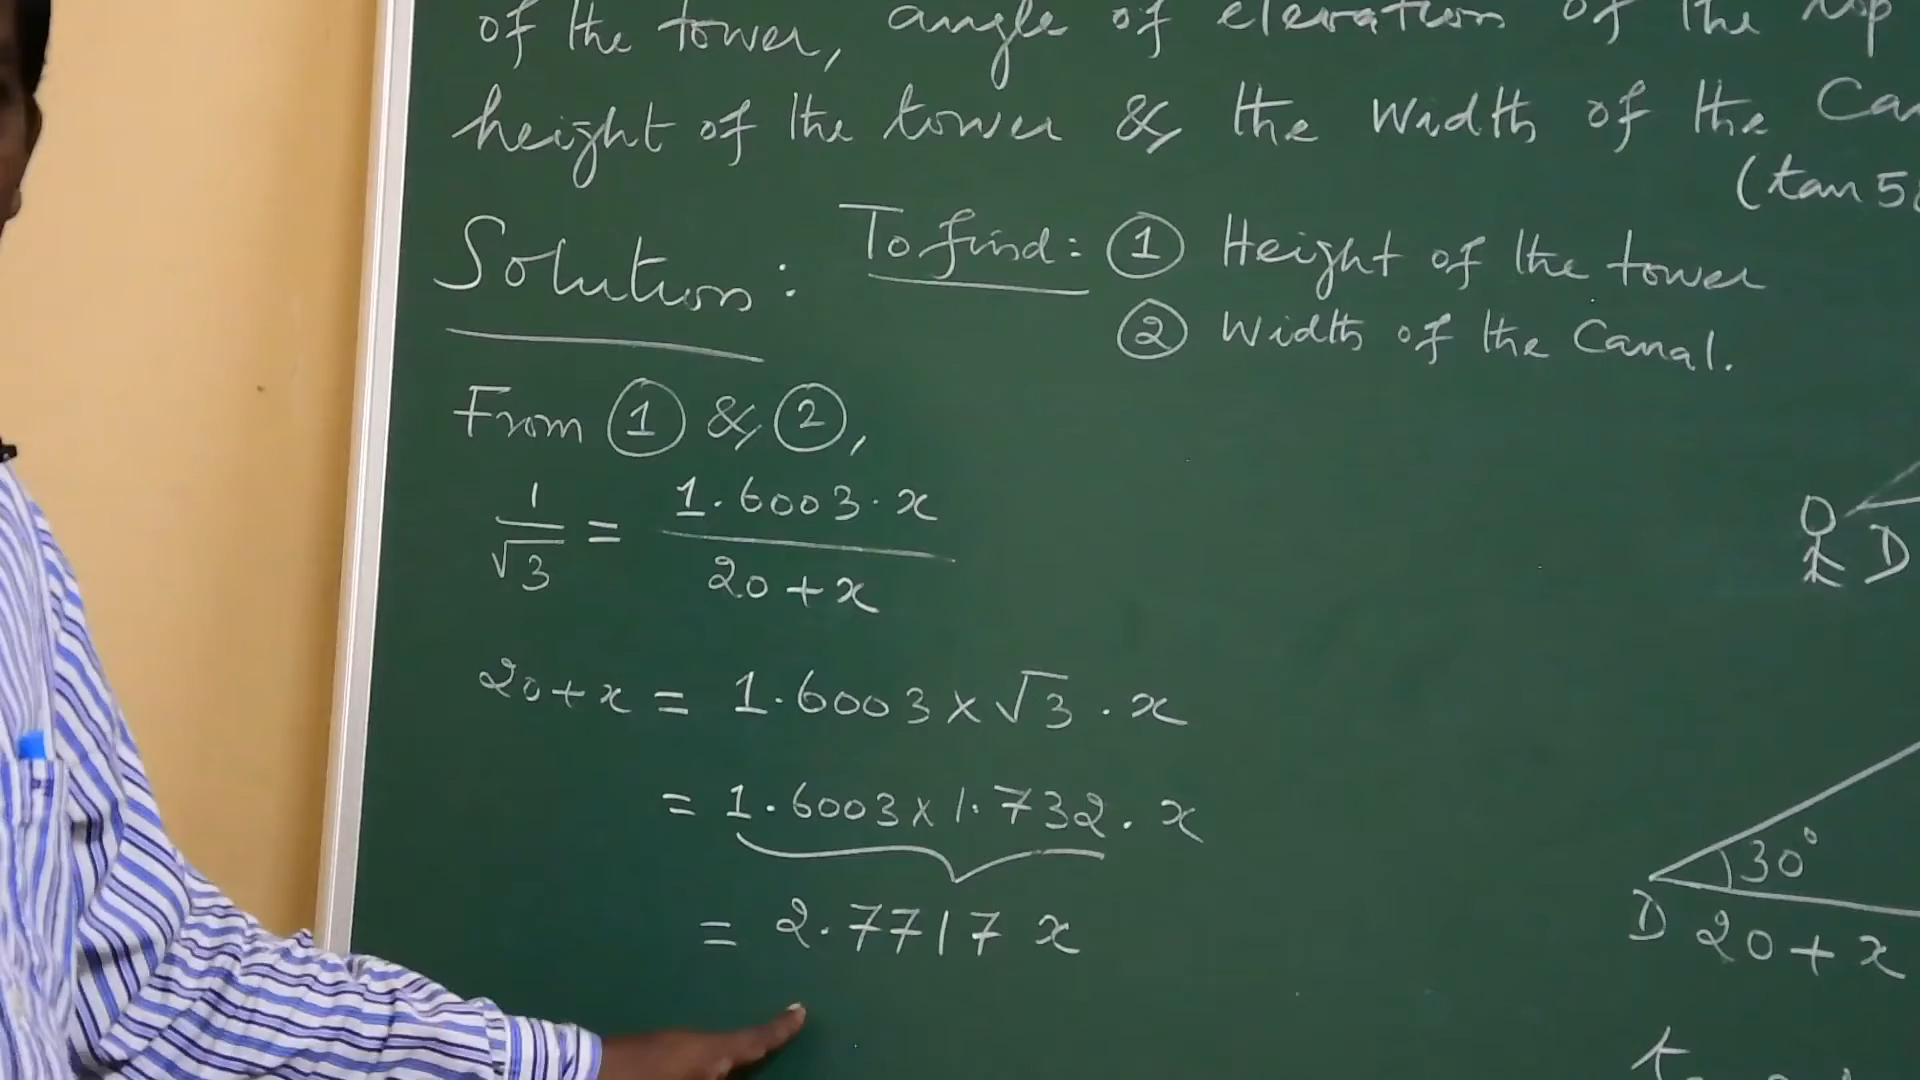 of the tower, angle of elevation of the top
height of the tower & the width of the
(tan 5
Solution: To find: ① Height of the tower
② Width of the Canal.
From ① & ②,
1/√3 = 1.6003.x / 20+x
20+x = 1.6003 x √3 . x
= 1.6003 x 1.732 . x
= 2.7717 x
D
30°
D 20+x
t